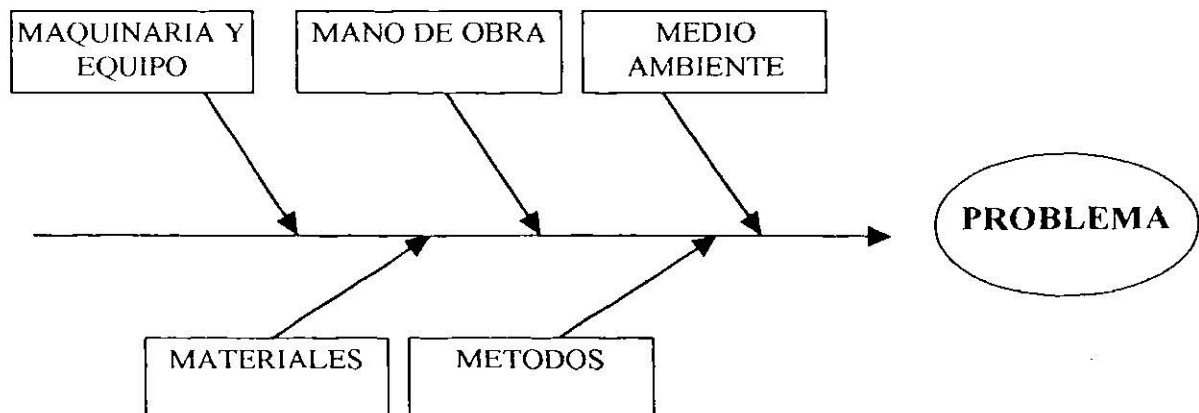 MAQUINARIA Y
EQUIPO
MANO DE OBRA
MEDIO
AMBIENTE
PROBLEMA
MATERIALES
METODOS